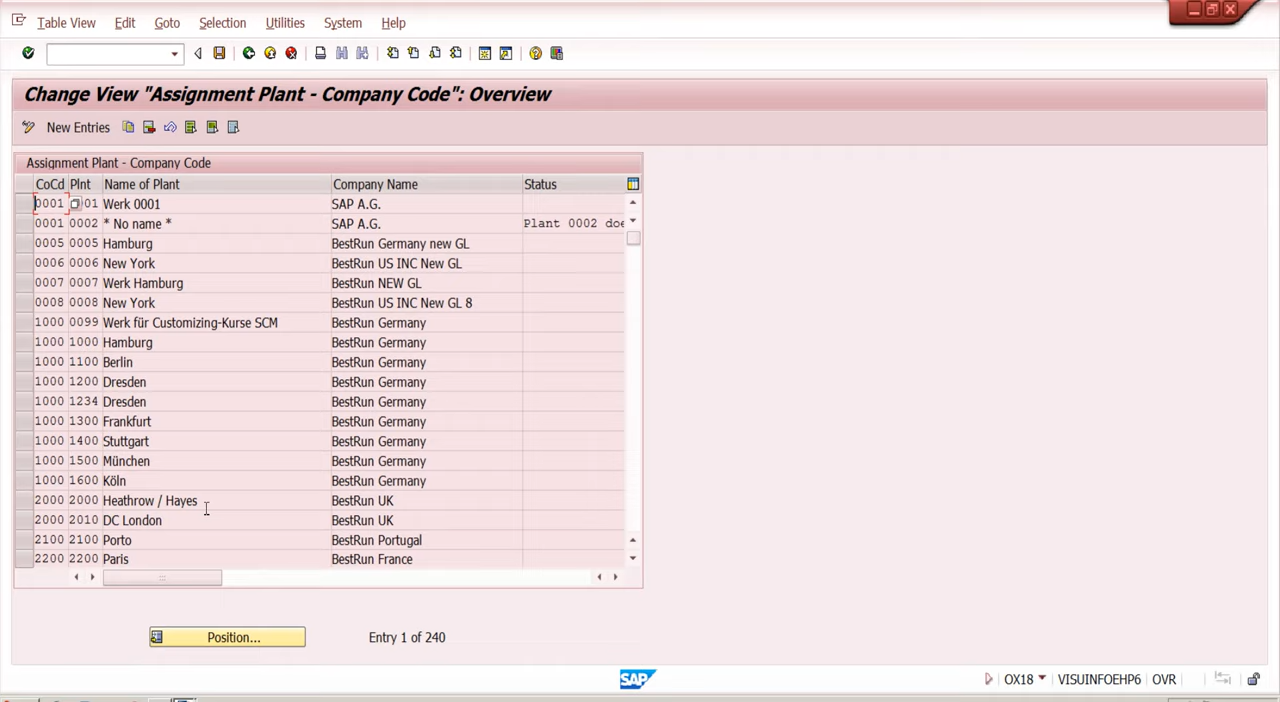 Table View Edit Goto Selection Utilities System Help
Change View "Assignment Plant - Company Code": Overview
New Entries
Assignment Plant - Company Code
CoCd Plnt Name of Plant Company Name Status
0001 01 Werk 0001 SAP A.G.
0001 0002 * No name * SAP A.G. Plant 0002 doe
0005 0005 Hamburg BestRun Germany new GL
0006 0006 New York BestRun US INC New GL
0007 0007 Werk Hamburg BestRun NEW GL
0008 0008 New York BestRun US INC New GL 8
1000 0099 Werk für Customizing-Kurse SCM BestRun Germany
1000 1000 Hamburg BestRun Germany
1000 1100 Berlin BestRun Germany
1000 1200 Dresden BestRun Germany
1000 1234 Dresden BestRun Germany
1000 1300 Frankfurt BestRun Germany
1000 1400 Stuttgart BestRun Germany
1000 1500 München BestRun Germany
1000 1600 Köln BestRun Germany
2000 2000 Heathrow / Hayes BestRun UK
2000 2010 DC London BestRun UK
2100 2100 Porto BestRun Portugal
2200 2200 Paris BestRun France
Position... Entry 1 of 240
SAP OX18 VISUINFOEHP6 OVR